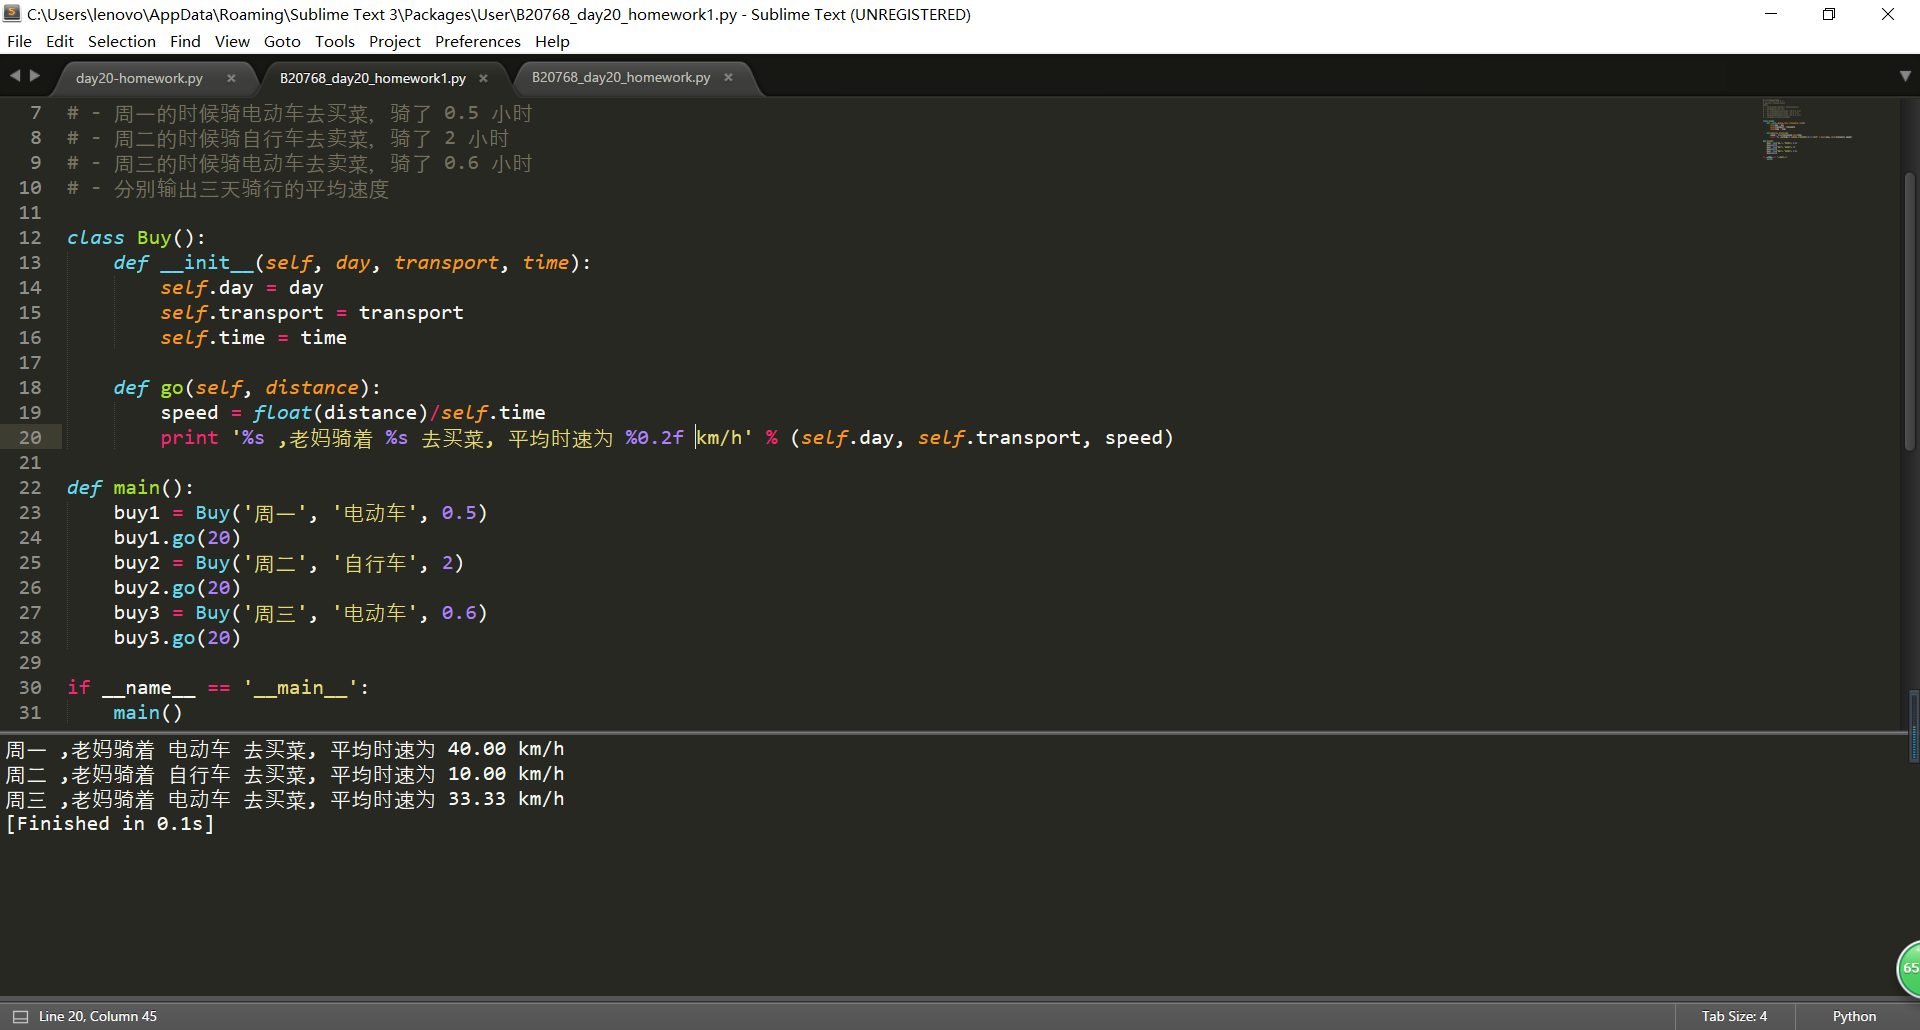 C:\Users\lenovo\AppData\Roaming\Sublime Text 3\Packages\User\B20768_day20_homework1.py - Sublime Text (UNREGISTERED)
File Edit Selection Find View Goto Tools Project Preferences Help
day20-homework.py × B20768_day20_homework1.py × B20768_day20_homework.py ×
7 # - 周一的时候骑电动车去买菜, 骑了 0.5 小时
8 # - 周二的时候骑自行车去卖菜, 骑了 2 小时
9 # - 周三的时候骑电动车去卖菜, 骑了 0.6 小时
10 # - 分别输出三天骑行的平均速度
11
12 class Buy():
13     def __init__(self, day, transport, time):
14         self.day = day
15         self.transport = transport
16         self.time = time
17
18     def go(self, distance):
19         speed = float(distance)/self.time
20         print '%s ,老妈骑着 %s 去买菜, 平均时速为 %0.2f km/h' % (self.day, self.transport, speed)
21
22 def main():
23     buy1 = Buy('周一', '电动车', 0.5)
24     buy1.go(20)
25     buy2 = Buy('周二', '自行车', 2)
26     buy2.go(20)
27     buy3 = Buy('周三', '电动车', 0.6)
28     buy3.go(20)
29
30 if __name__ == '__main__':
31     main()
周一 ,老妈骑着 电动车 去买菜, 平均时速为 40.00 km/h
周二 ,老妈骑着 自行车 去买菜, 平均时速为 10.00 km/h
周三 ,老妈骑着 电动车 去买菜, 平均时速为 33.33 km/h
[Finished in 0.1s]
65
Line 20, Column 45 Tab Size: 4 Python